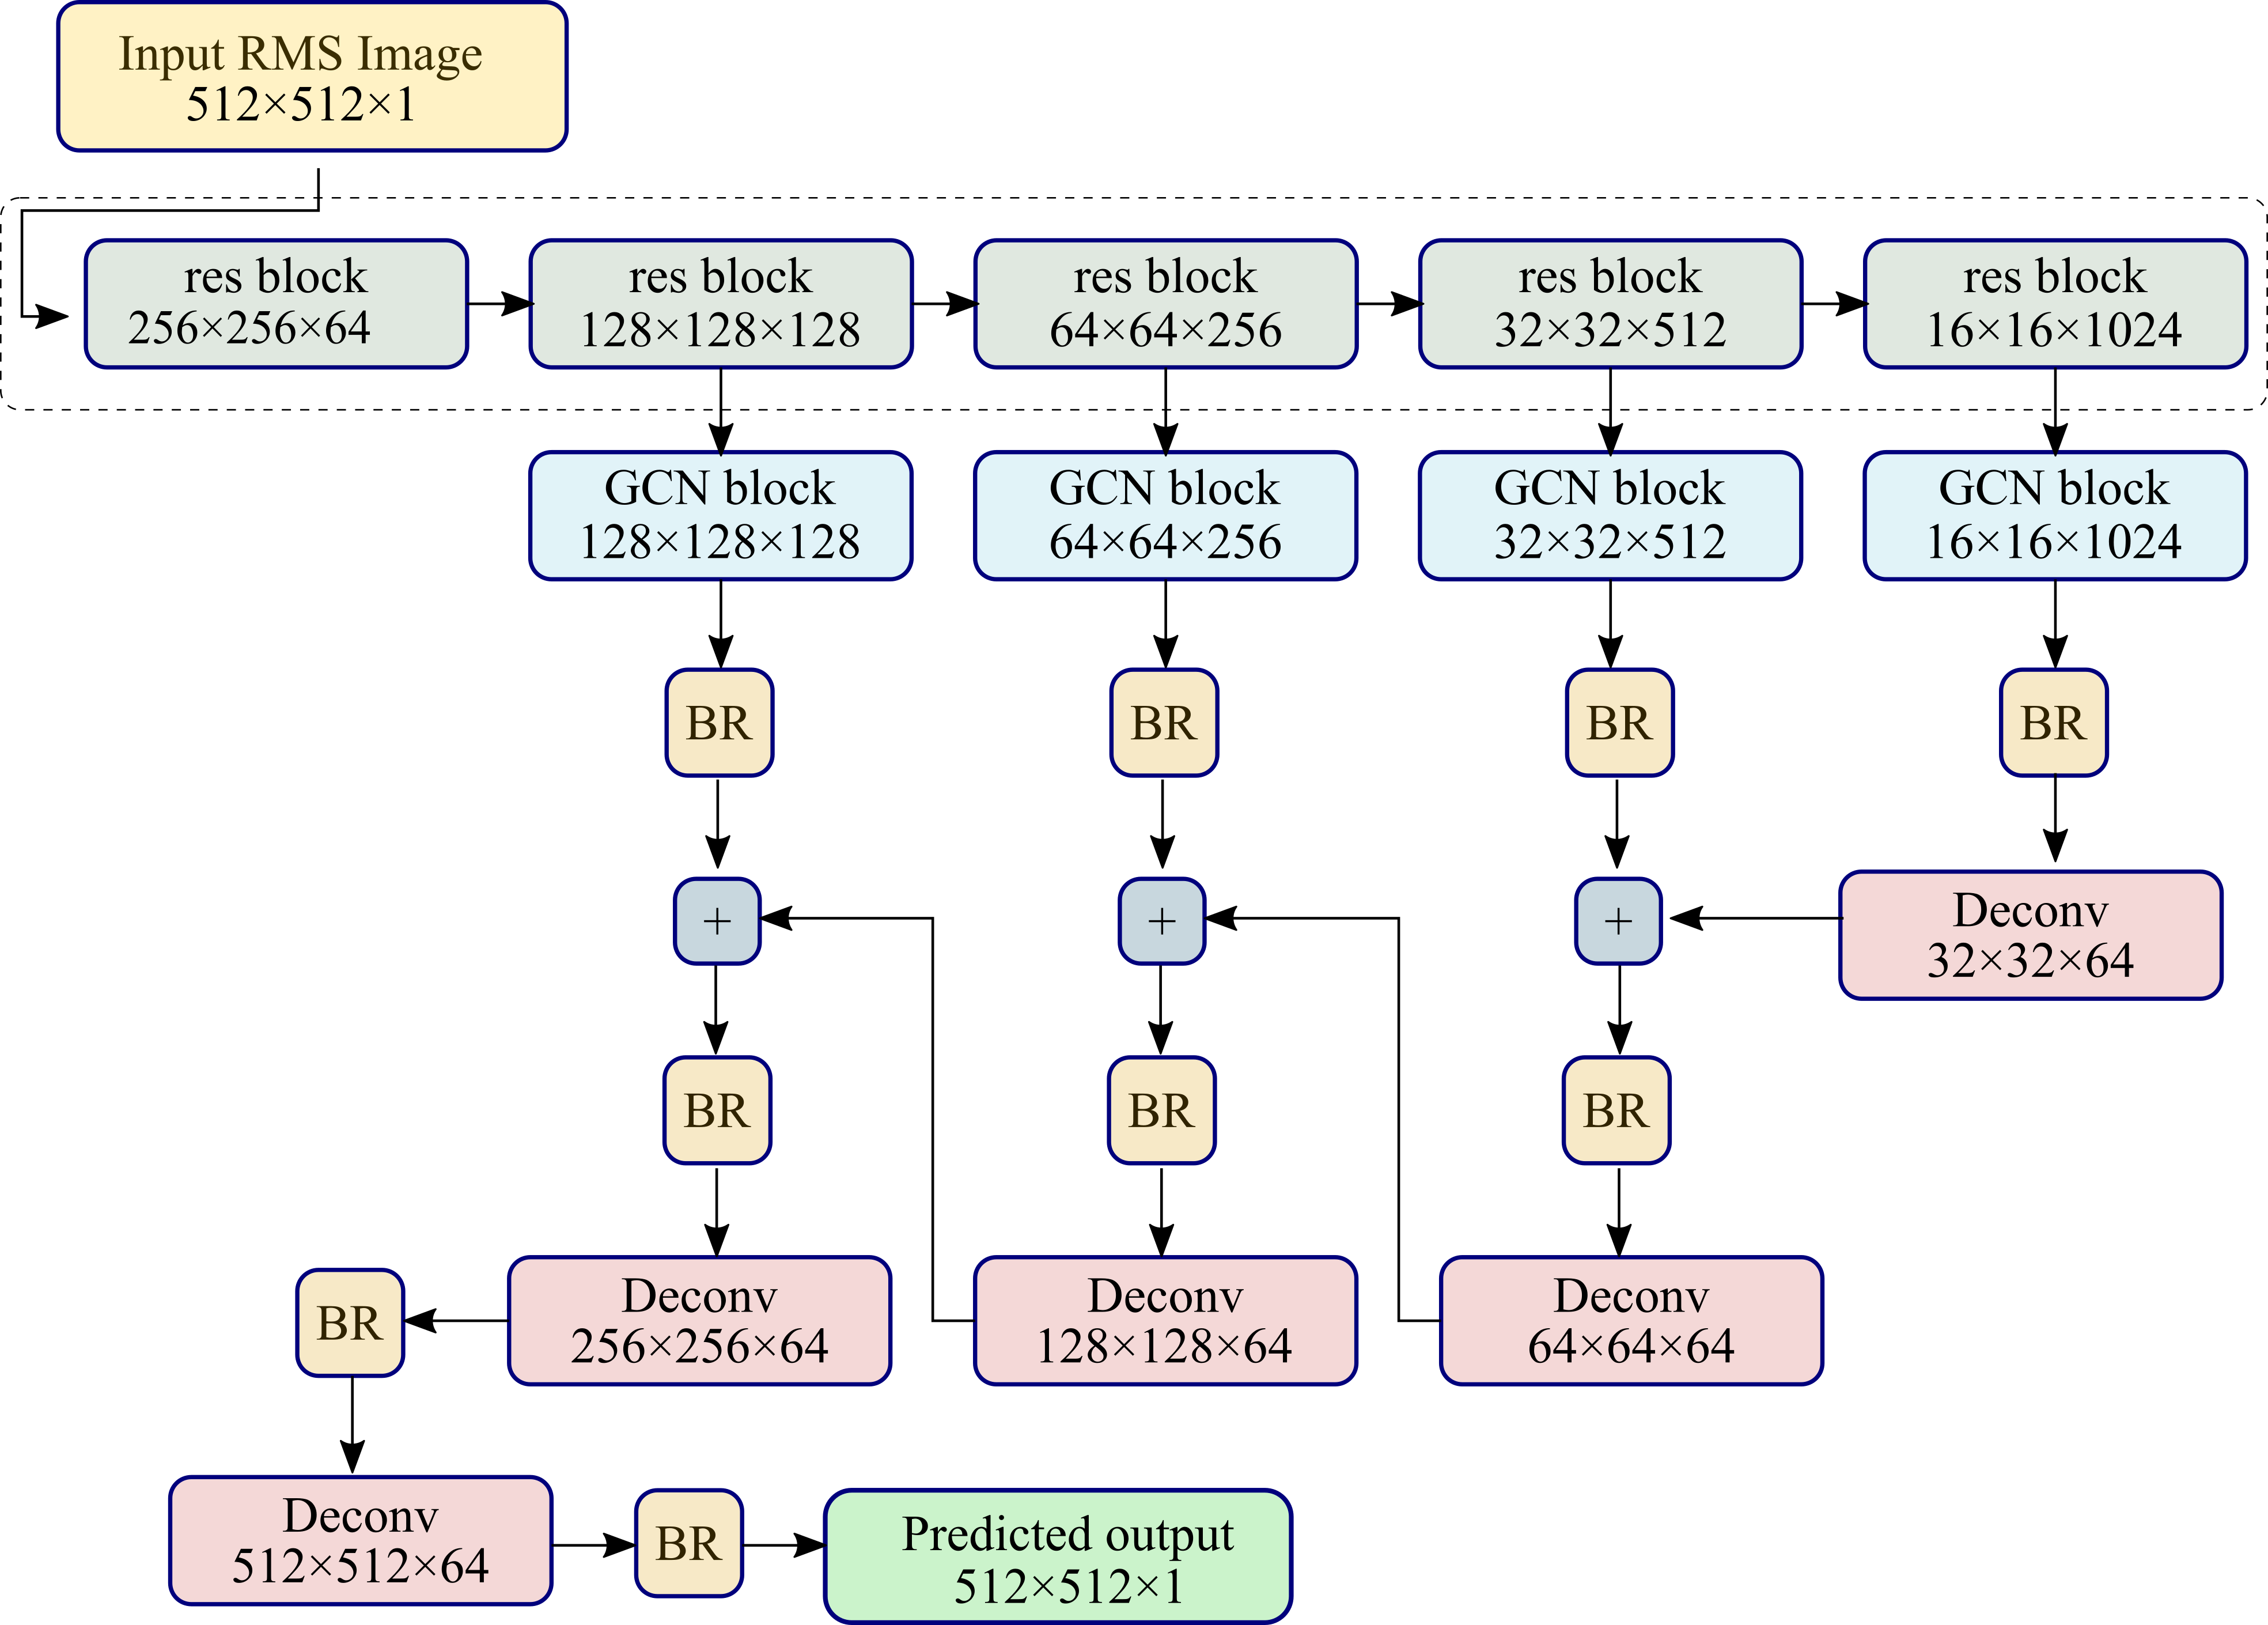 Input RMS Image
512×512×1
res block
256×256×64
res block
128×128×128
res block
64×64×256
res block
32×32×512
res block
16×16×1024
GCN block
128×128×128
GCN block
64×64×256
GCN block
32×32×512
GCN block
16×16×1024
BR
BR
BR
BR
+
+
+
Deconv
32×32×64
BR
BR
BR
BR
Deconv
256×256×64
Deconv
128×128×64
Deconv
64×64×64
Deconv
512×512×64
BR
Predicted output
512×512×1